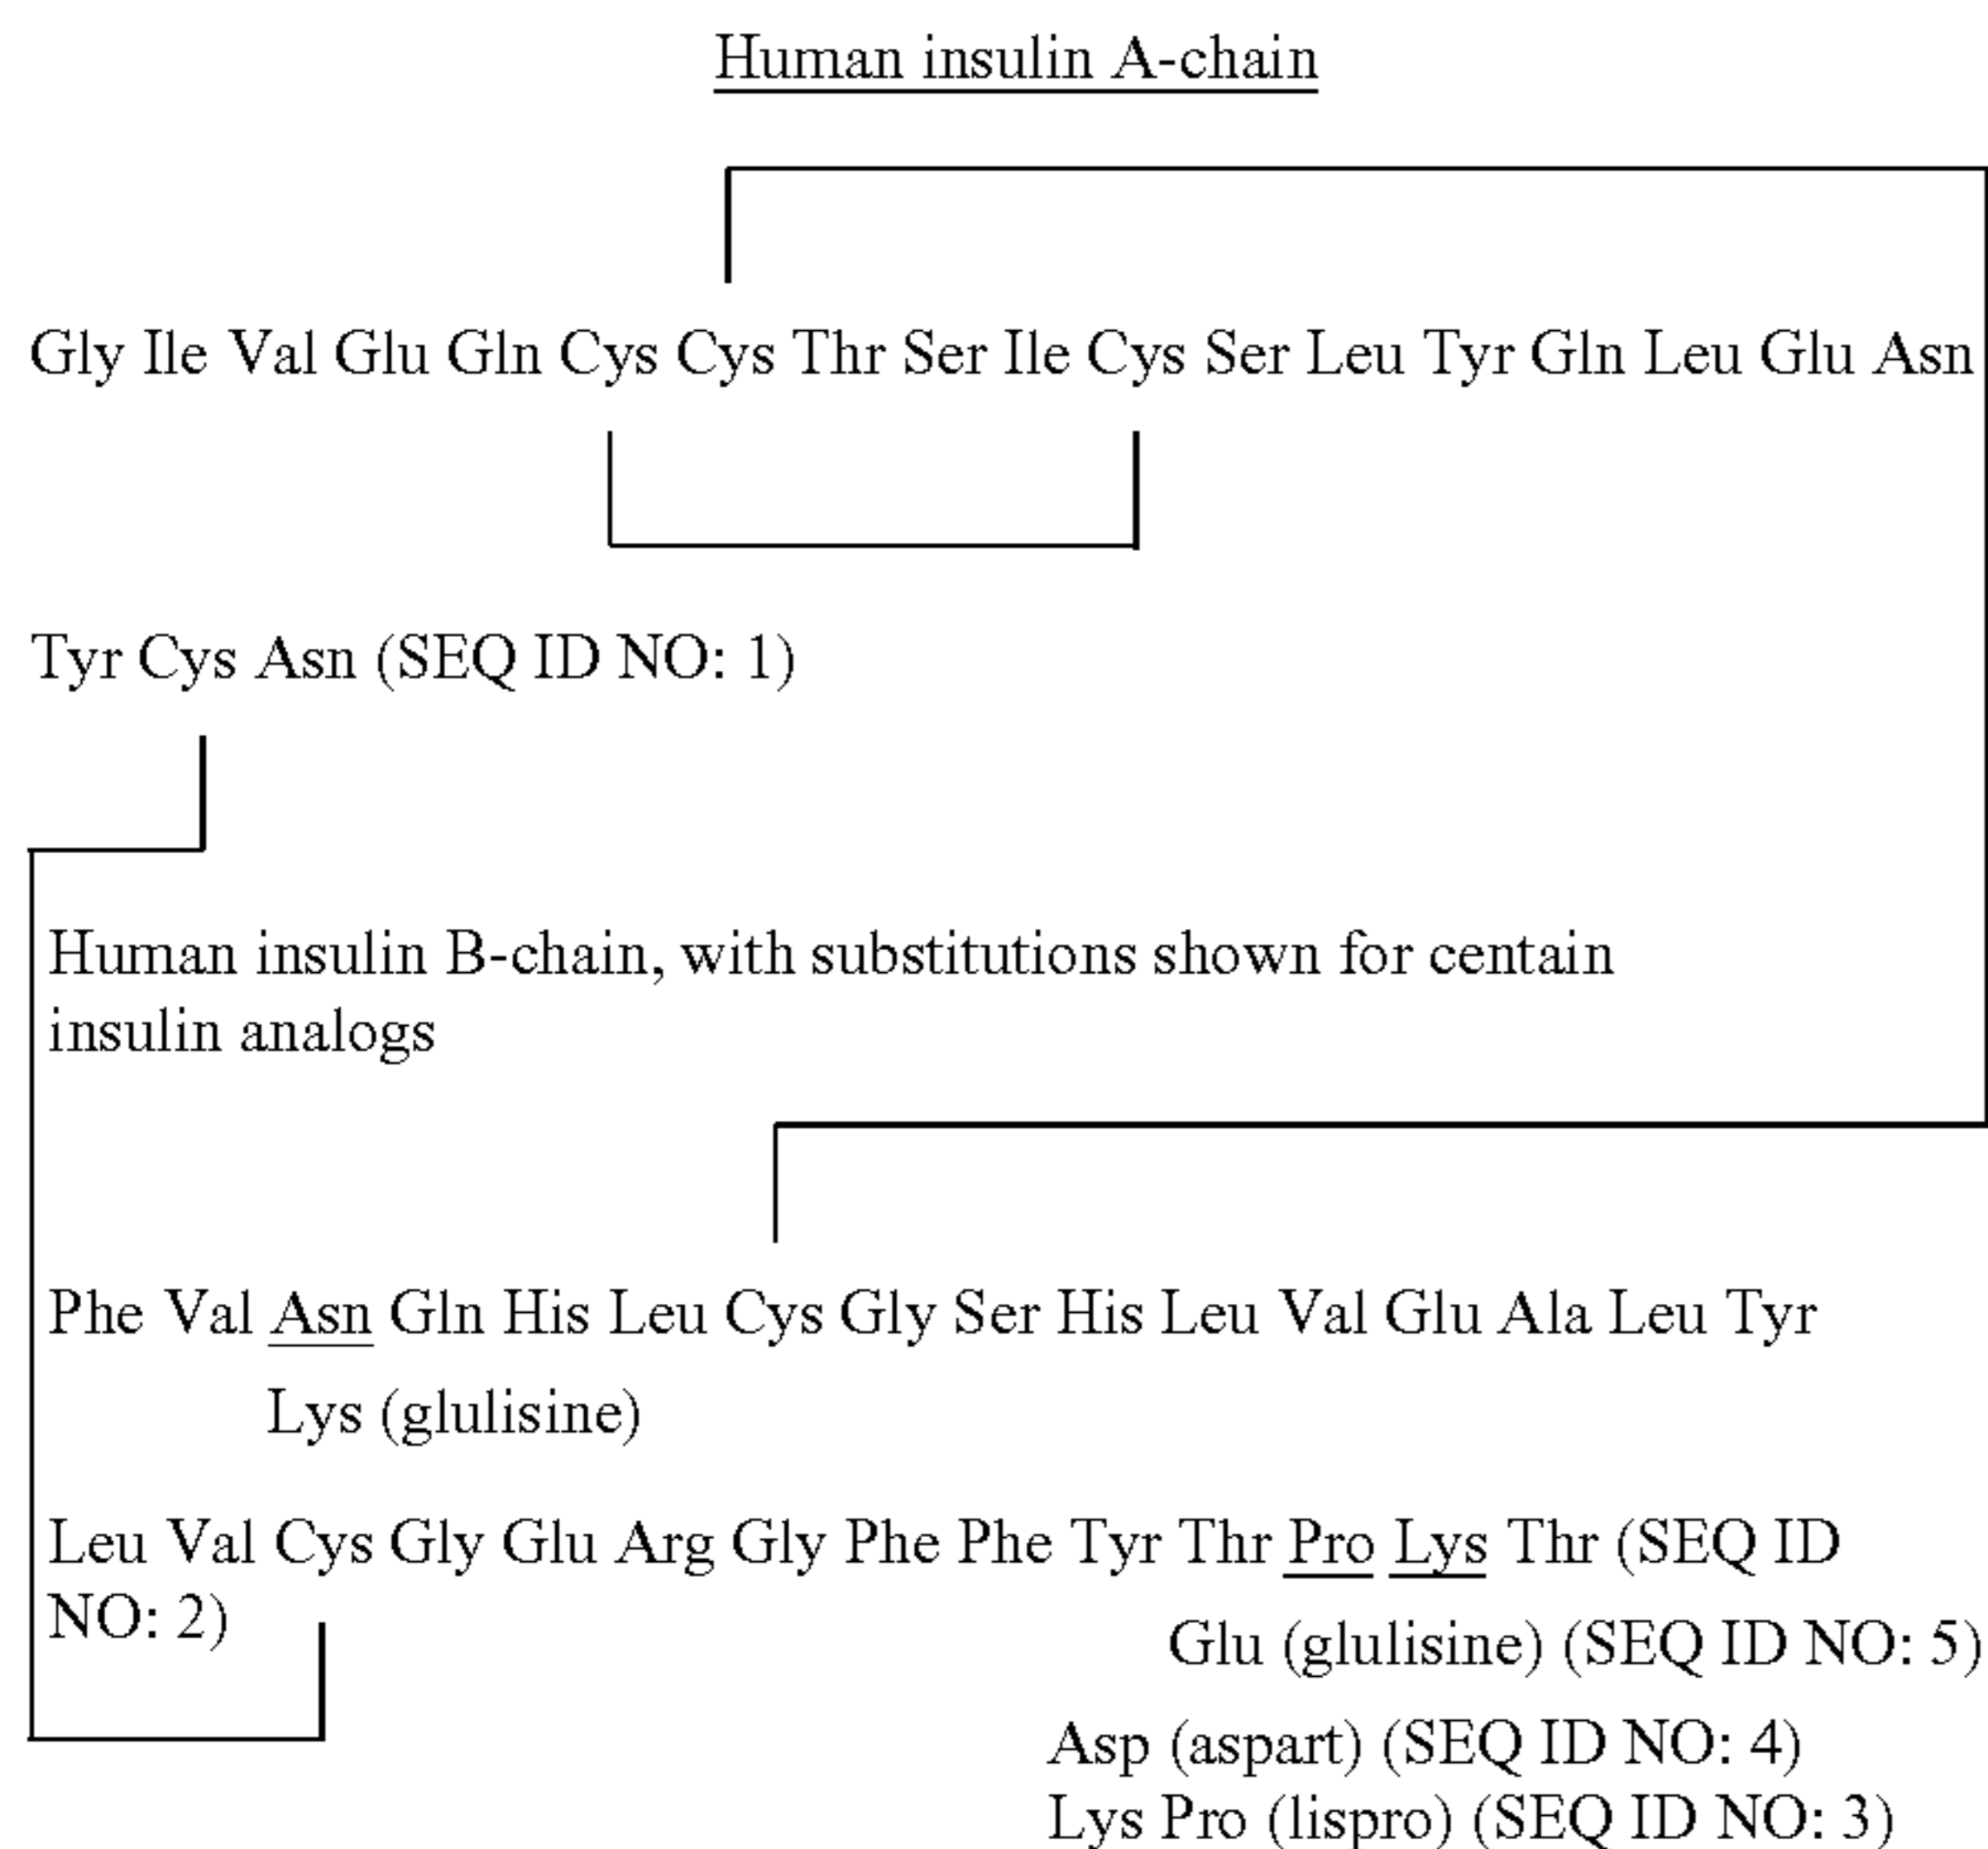 Human insulin A-chain
Gly Ile Val Glu Gln Cys Cys Thr Ser Ile Cys Ser Leu Tyr Gln Leu Glu Asn
Tyr Cys Asn (SEQ ID NO: 1)
Human insulin B-chain, with substitutions shown for centain
insulin analogs
Phe Val Asn Gln His Leu Cys Gly Ser His Leu Val Glu Ala Leu Tyr
Lys (glulisine)
Leu Val Cys Gly Glu Arg Gly Phe Phe Tyr Thr Pro Lys Thr (SEQ ID
NO: 2)
Glu (glulisine) (SEQ ID NO: 5)
Asp (aspart) (SEQ ID NO: 4)
Lys Pro (lispro) (SEQ ID NO: 3)